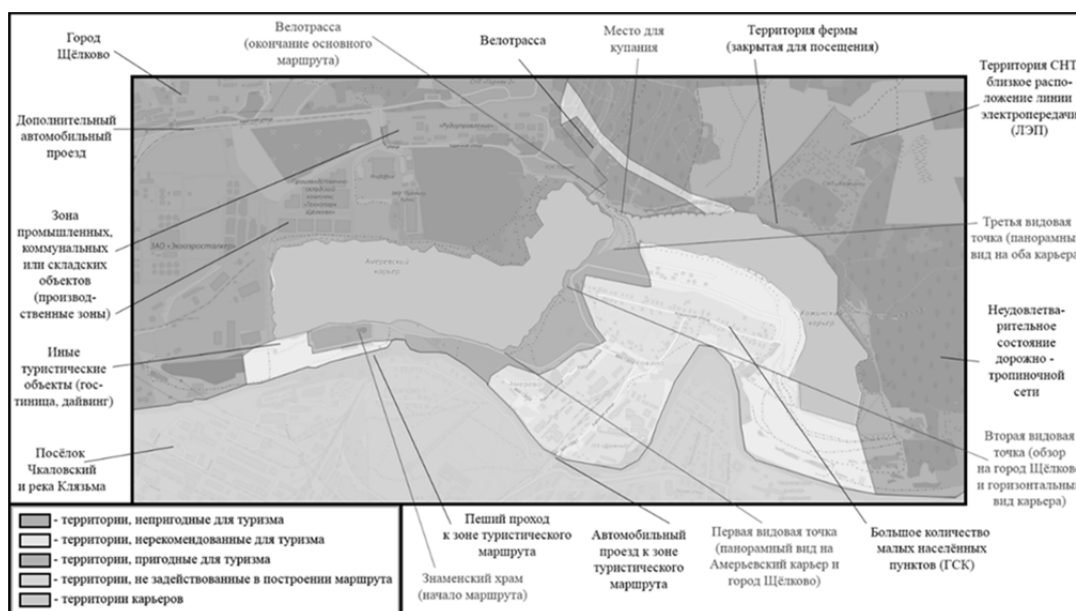 Город
Щёлково
Велотрасса
(окончание основного
маршрута)
Велотрасса
Место для
купания
Территория фермы
(закрытая для посещения)
Территория СНТ
близкое распо-
ложение линии
электропередачи
(ЛЭП)
Дополнительный
автомобильный
проезд
Зона
промышленных,
коммунальных
или складских
объектов
(производ-
ственные зоны)
Иные
туристические
объекты (гос-
тиница, дайвинг)
Посёлок
Чкаловский
и река Клязьма
ЗАО «Экоаэросталкер»
Амеревский
карьер
карьер
Третья видовая
точка (панорамный
вид на оба карьера)
Неудовлетва-
рительное
состояние
дорожно -
тропиночной
сети
Вторая видовая
точка (обзор
на город Щёлково
и горизонтальный
вид карьера)
- территории, непригодные для туризма
- территории, нерекомендованные для туризма
- территории, пригодные для туризма
- территории, не задействованные в построении маршрута
- территории карьеров
Пеший проход
к зоне туристического
маршрута
Знаменский храм
(начало маршрута)
Автомобильный
проезд к зоне
туристического
маршрута
Первая видовая точка
(панорамный вид на
Амерьевский карьер и
город Щёлково)
Большое количество
малых населённых
пунктов (ГСК)